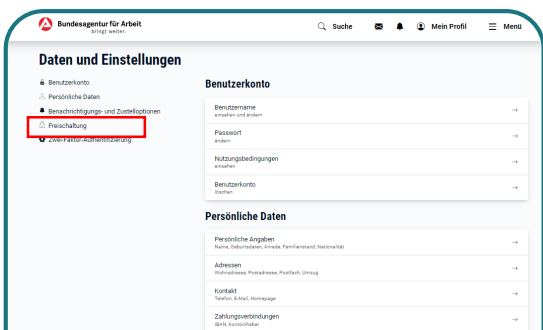 Bundesagentur für Arbeit
bringt weiter.
Suche
Mein Profil
Menü
Daten und Einstellungen
Benutzerkonto
Persönliche Daten
Benachrichtigungs- und Zustelloptionen
Freischaltung
Zwei-Faktor-Authentifizierung
Benutzerkonto
Benutzername
einsehen und ändern
Passwort
ändern
Nutzungsbedingungen
einsehen
Benutzerkonto
löschen
Persönliche Daten
Persönliche Angaben
Name, Geburtsdaten, Anrede, Familienstand, Nationalität
Adressen
Wohnadresse, Postadresse, Postfach, Umzug
Kontakt
Telefon, E-Mail, Homepage
Zahlungsverbindungen
IBAN, Kontoinhaber